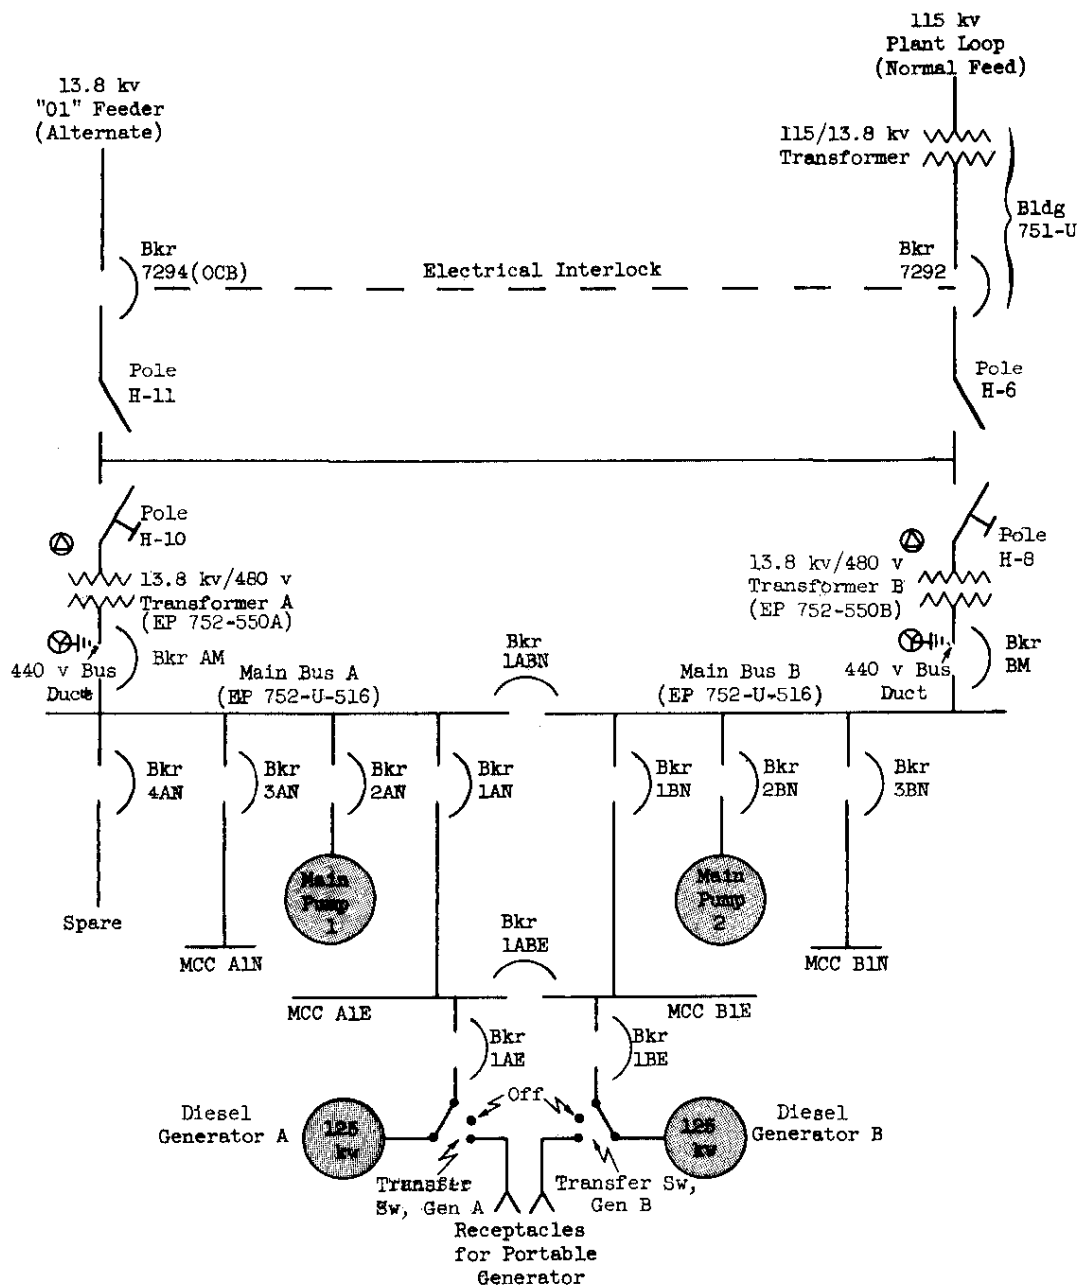 115 kv
Plant Loop
(Normal Feed)
13.8 kv
"01" Feeder
(Alternate)
115/13.8 kv
Transformer
Bldg
751-U
Bkr
7294(OCB)
Electrical Interlock
Bkr
7292
Pole
H-11
Pole
H-6
Pole
H-10
Pole
H-8
13.8 kv/480 v
Transformer A
(EP 752-550A)
13.8 kv/480 v
Transformer B
(EP 752-550B)
440 v Bus
Duct
Bkr AM
Main Bus A
(EP 752-U-516)
Bkr
1ABN
Main Bus B
(EP 752-U-516)
440 v Bus
Duct
Bkr
BM
Bkr
4AN
Bkr
3AN
Bkr
2AN
Bkr
1AN
Bkr
1BN
Bkr
2BN
Bkr
3BN
Spare
Main
Pump
1
Main
Pump
2
MCC A1N
MCC B1N
Bkr
1ABE
MCC A1E
MCC B1E
Bkr
1AE
Bkr
1BE
Off
Diesel
Generator A
125
kw
125
kw
Diesel
Generator B
Transfer
Sw, Gen A
Transfer Sw,
Gen B
Receptacles
for Portable
Generator